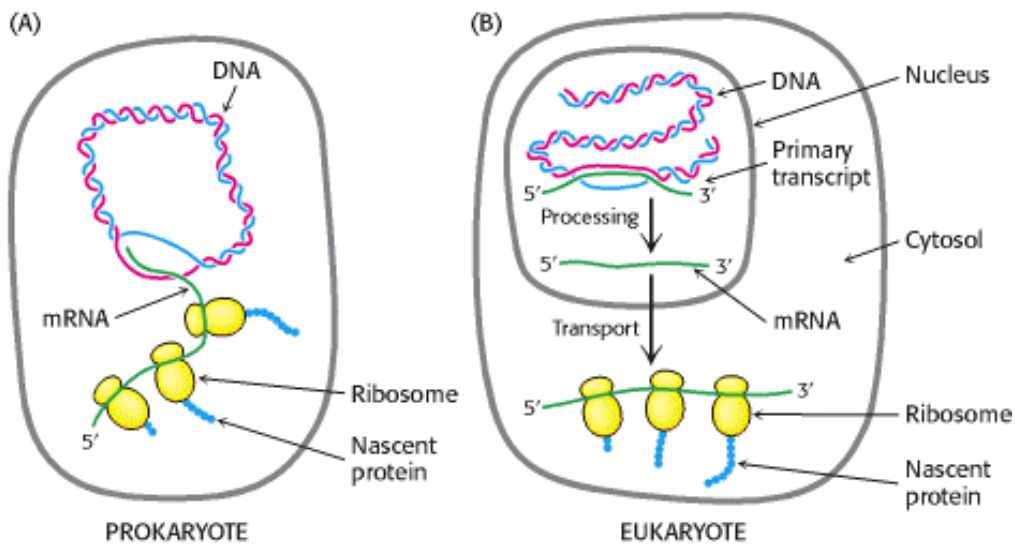 (A)
DNA
mRNA
Ribosome
Nascent
protein
5′
PROKARYOTE
(B)
DNA
Nucleus
Primary
transcript
5′
3′
Processing
Cytosol
5′
3′
mRNA
Transport
5′
3′
Ribosome
Nascent
protein
EUKARYOTE